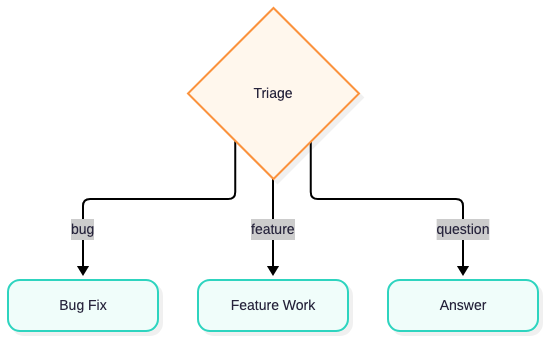 Triage
bug
feature
question
Bug Fix
Feature Work
Answer